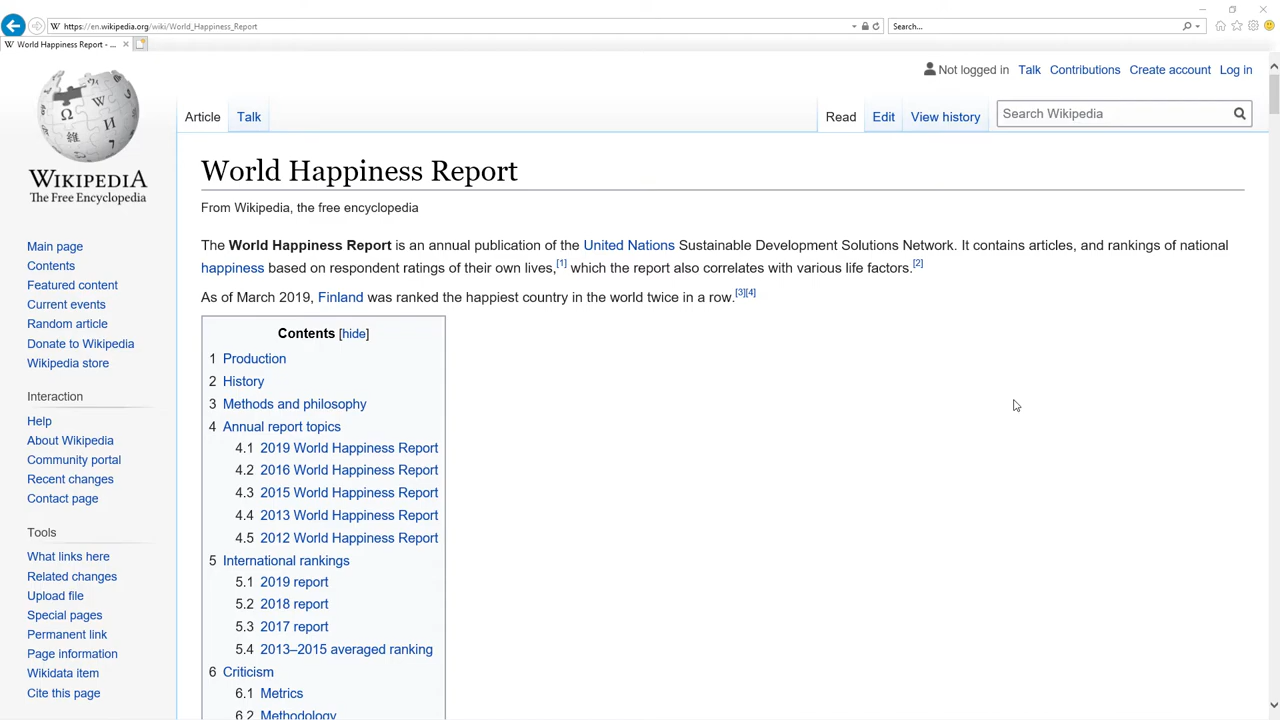 https://en.wikipedia.org/wiki/World_Happiness_Report
Search...
World Happiness Report - ...
Not logged in Talk Contributions Create account Log in
Article Talk Read Edit View history Search Wikipedia
WIKIPEDIA
The Free Encyclopedia
World Happiness Report
From Wikipedia, the free encyclopedia
The World Happiness Report is an annual publication of the United Nations Sustainable Development Solutions Network. It contains articles, and rankings of national
happiness based on respondent ratings of their own lives,[1] which the report also correlates with various life factors.[2]
As of March 2019, Finland was ranked the happiest country in the world twice in a row.[3][4]
Contents [hide]
1 Production
2 History
3 Methods and philosophy
4 Annual report topics
4.1 2019 World Happiness Report
4.2 2016 World Happiness Report
4.3 2015 World Happiness Report
4.4 2013 World Happiness Report
4.5 2012 World Happiness Report
5 International rankings
5.1 2019 report
5.2 2018 report
5.3 2017 report
5.4 2013–2015 averaged ranking
6 Criticism
6.1 Metrics
6.2 Methodology
Main page
Contents
Featured content
Current events
Random article
Donate to Wikipedia
Wikipedia store
Interaction
Help
About Wikipedia
Community portal
Recent changes
Contact page
Tools
What links here
Related changes
Upload file
Special pages
Permanent link
Page information
Wikidata item
Cite this page